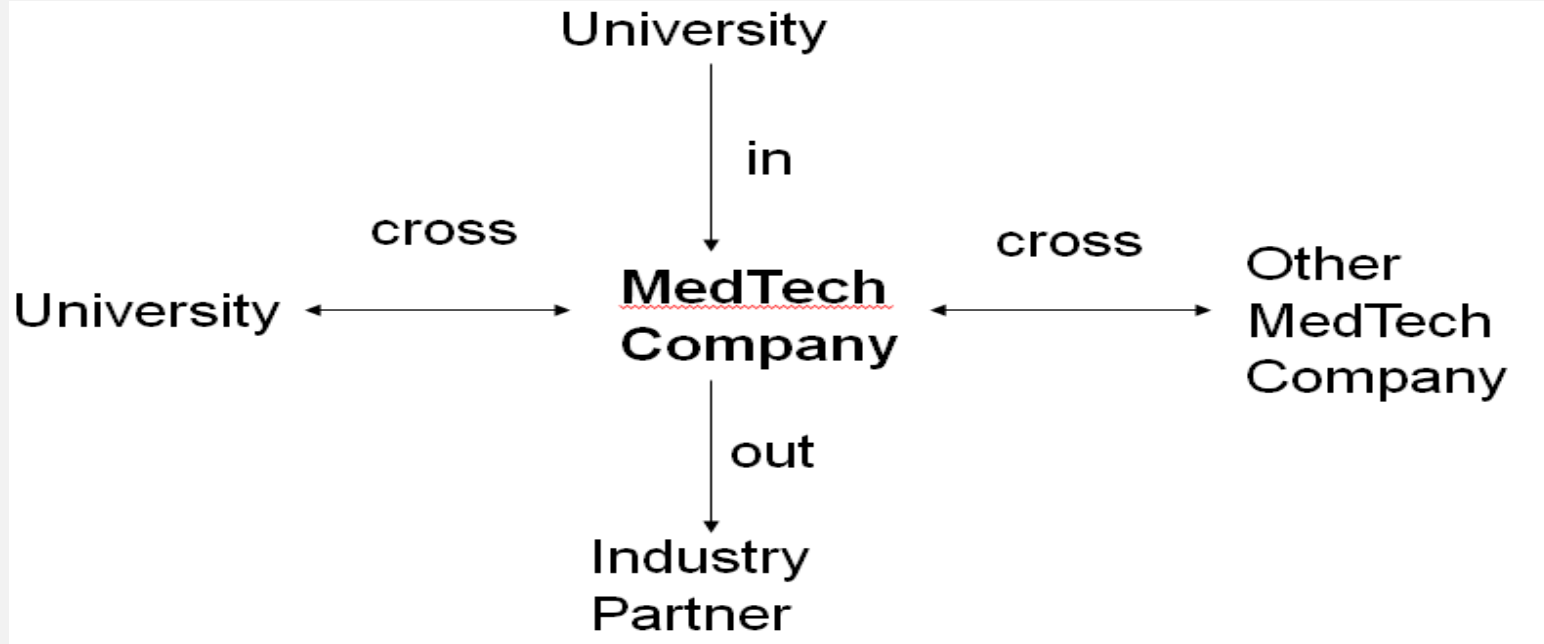 University
in
cross
cross
University
MedTech
Company
Other
MedTech
Company
out
Industry
Partner